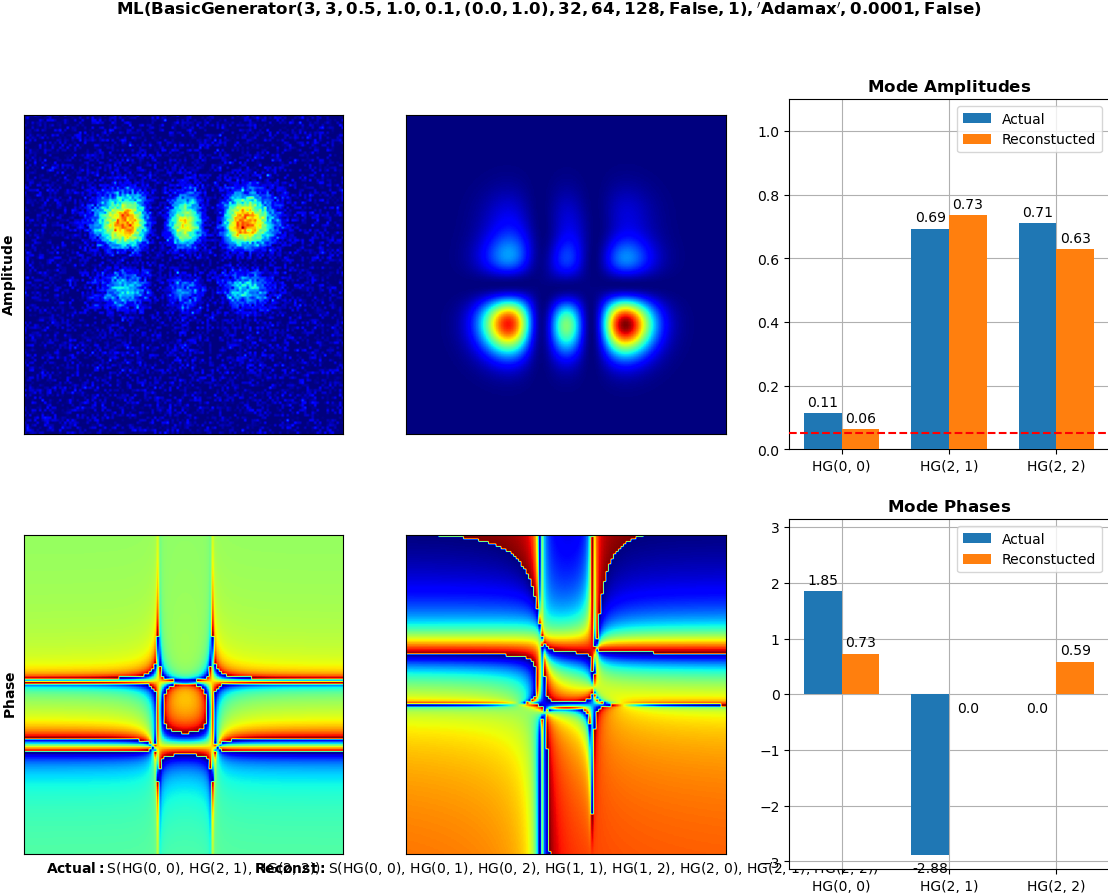 ML(BasicGenerator(3, 3, 0.5, 1.0, 0.1, (0.0, 1.0), 32, 64, 128, False, 1), ′Adamax′, 0.0001, False)
Mode Amplitudes
Amplitude
1.0
0.8
0.6
0.4
0.2
0.0
Actual
Reconstucted
0.11
0.06
0.69
0.73
0.71
0.63
HG(0, 0)
HG(2, 1)
HG(2, 2)
Mode Phases
Phase
3
2
1
0
−1
−2
−3
Actual
Reconstucted
1.85
0.73
-2.88
0.0
0.0
0.59
HG(0, 0)
HG(2, 1)
HG(2, 2)
Actual: S(HG(0, 0), HG(2, 1), HG(2, 2))
Reconst: S(HG(0, 0), HG(0, 1), HG(0, 2), HG(1, 1), HG(1, 2), HG(2, 0), HG(2, 1), HG(2, 2))